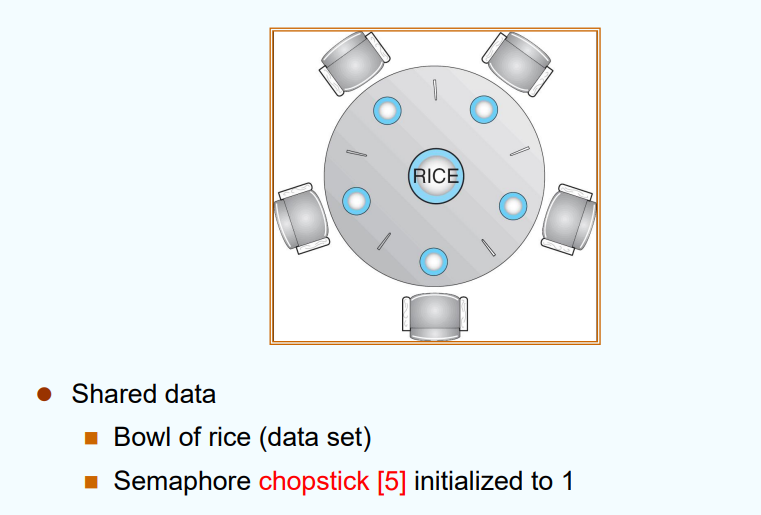 RICE
Shared data
Bowl of rice (data set)
Semaphore chopstick [5] initialized to 1